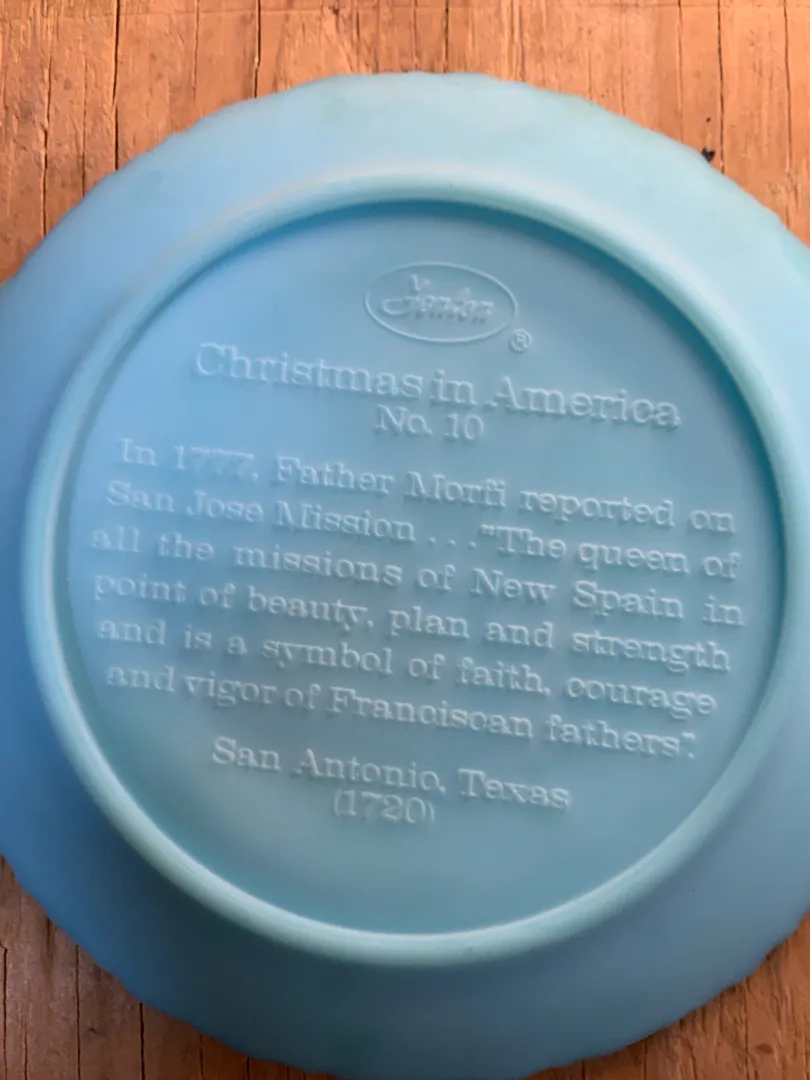 Fenton ®
Christmas in America
No. 10
In 1777, Father Morfi reported on
San Jose Mission . . . "The queen of
all the missions of New Spain in
point of beauty, plan and strength
and is a symbol of faith, courage
and vigor of Franciscan fathers".
San Antonio, Texas
(1720)